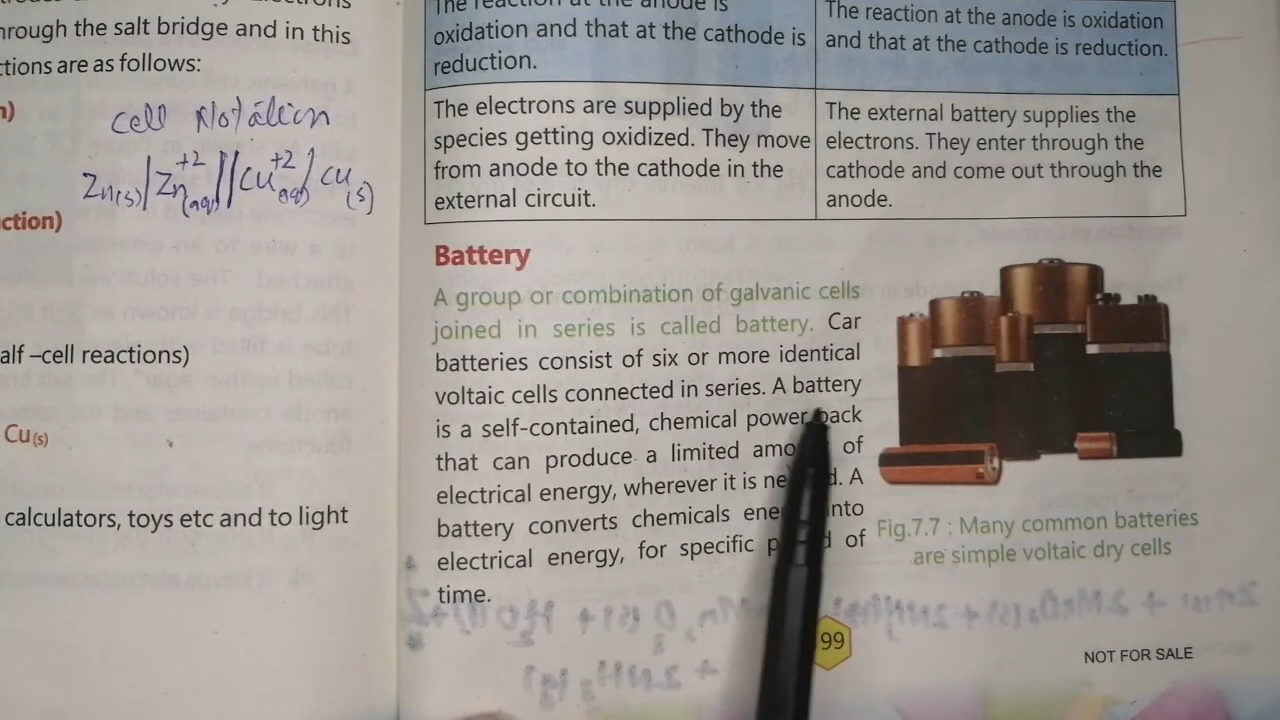 hrough the salt bridge and in this
ctions are as follows:
n)
cell Notation
Zn(s)|Zn+2(aq)||Cu+2(aq)/Cu(s)
ction)
alf –cell reactions)
Cu(s)
calculators, toys etc and to light
The reaction at the anode is
oxidation and that at the cathode is
reduction.
The reaction at the anode is oxidation
and that at the cathode is reduction.
The electrons are supplied by the
species getting oxidized. They move
from anode to the cathode in the
external circuit.
The external battery supplies the
electrons. They enter through the
cathode and come out through the
anode.
Battery
A group or combination of galvanic cells
joined in series is called battery. Car
batteries consist of six or more identical
voltaic cells connected in series. A battery
is a self-contained, chemical power back
that can produce a limited of
electrical energy, wherever it is A
battery converts chemicals into
electrical energy, for specific of
time.
Fig.7.7 : Many common batteries
are simple voltaic dry cells
99
NOT FOR SALE